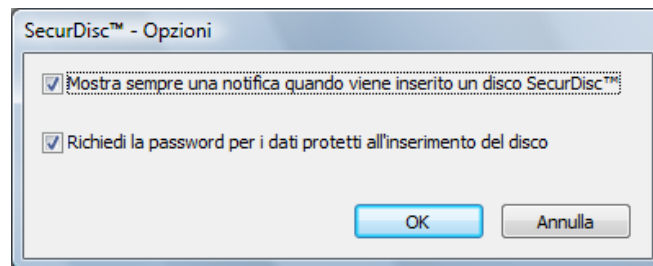 SecurDisc™ - Opzioni
Mostra sempre una notifica quando viene inserito un disco SecurDisc™
Richiedi la password per i dati protetti all'inserimento del disco
OK
Annulla